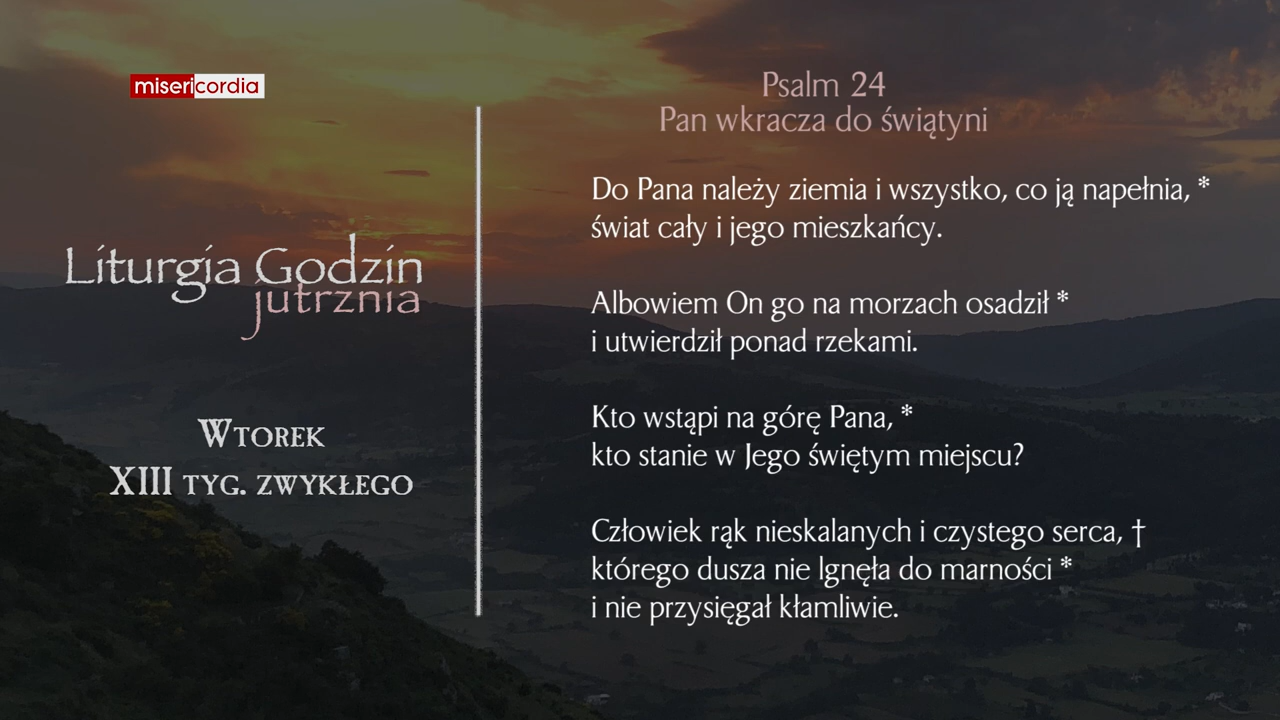 misericordia
Liturgia Godzin
jutrznia
Wtorek
XIII tyg. zwykłego
Psalm 24
Pan wkracza do świątyni
Do Pana należy ziemia i wszystko, co ją napełnia, *
świat cały i jego mieszkańcy.
Albowiem On go na morzach osadził *
i utwierdził ponad rzekami.
Kto wstąpi na górę Pana, *
kto stanie w Jego świętym miejscu?
Człowiek rąk nieskalanych i czystego serca, †
którego dusza nie lgnęła do marności *
i nie przysięgał kłamliwie.